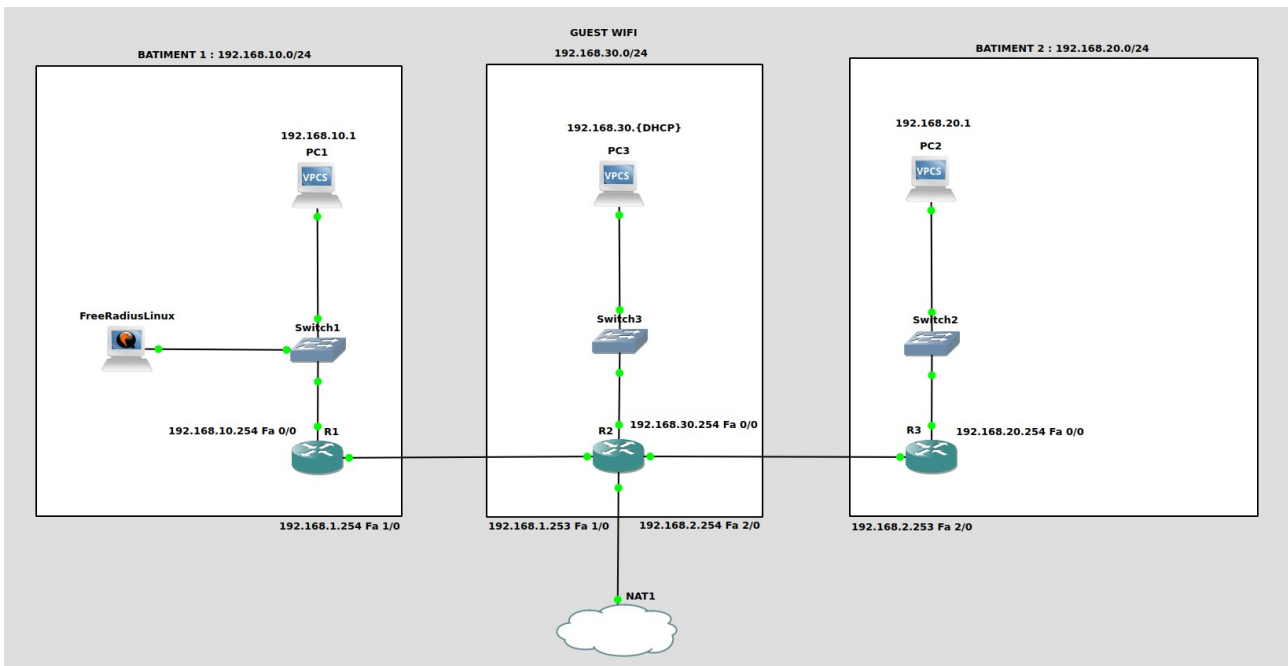 GUEST WIFI
BATIMENT 1 : 192.168.10.0/24
192.168.30.0/24
BATIMENT 2 : 192.168.20.0/24
192.168.10.1
PC1
VPCS
192.168.30.{DHCP}
PC3
VPCS
192.168.20.1
PC2
VPCS
FreeRadiusLinux
Switch1
Switch3
Switch2
192.168.10.254 Fa 0/0
R1
R2
192.168.30.254 Fa 0/0
R3
192.168.20.254 Fa 0/0
192.168.1.254 Fa 1/0
192.168.1.253 Fa 1/0
192.168.2.254 Fa 2/0
192.168.2.253 Fa 2/0
NAT1